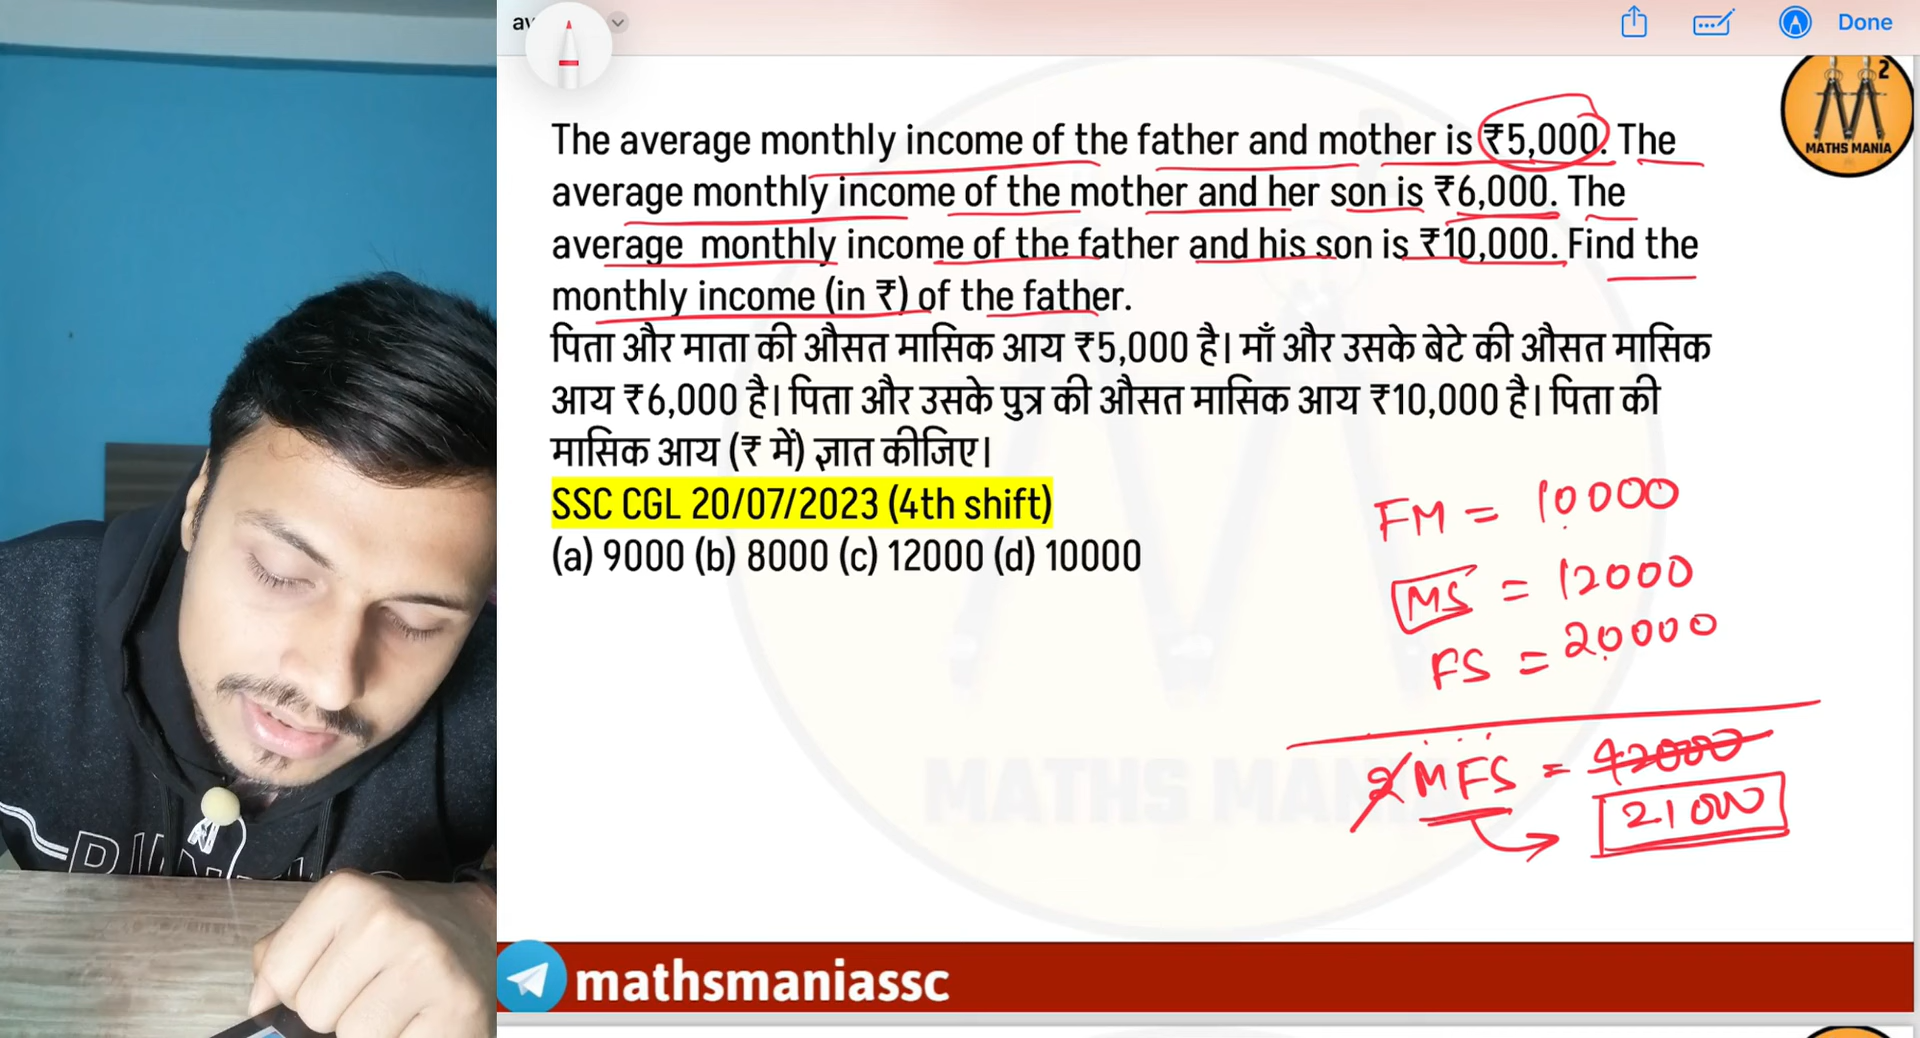 Done
2
MATHS MANIA
The average monthly income of the father and mother is ₹5,000. The
average monthly income of the mother and her son is ₹6,000. The
average monthly income of the father and his son is ₹10,000. Find the
monthly income (in ₹) of the father.
पिता और माता की औसत मासिक आय ₹5,000 है। माँ और उसके बेटे की औसत मासिक
आय ₹6,000 है। पिता और उसके पुत्र की औसत मासिक आय ₹10,000 है। पिता की
मासिक आय (₹ में) ज्ञात कीजिए।
SSC CGL 20/07/2023 (4th shift)
(a) 9000 (b) 8000 (c) 12000 (d) 10000
FM = 10000
MS = 12000
FS = 20000
2MFS = 42000
21000
MATHS MANIA
mathsmaniassc